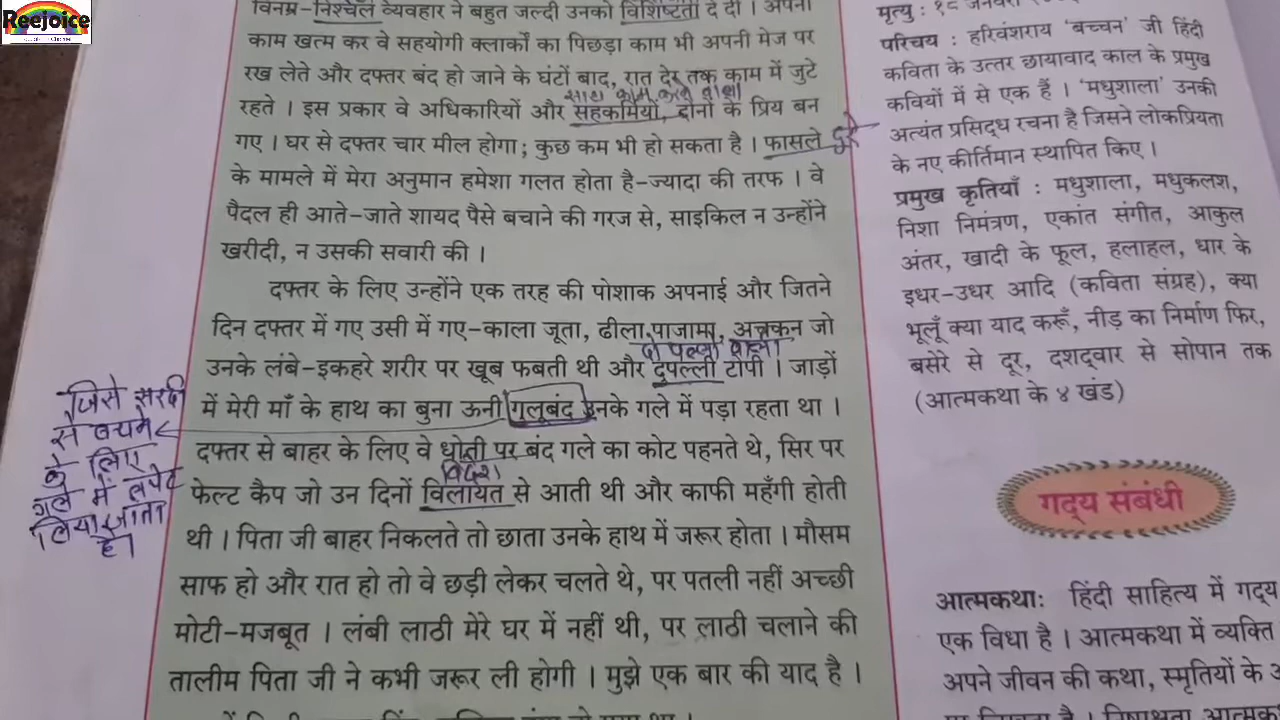 Reejoice
विनम्र-निश्चल व्यवहार ने बहुत जल्दी उनको विशिष्टता दे दी । अपना
काम खत्म कर वे सहयोगी क्लार्कों का पिछड़ा काम भी अपनी मेज पर
रख लेते और दफ्तर बंद हो जाने के घंटों बाद, रात देर तक काम में जुटे
साथ काम करने वाला
रहते । इस प्रकार वे अधिकारियों और सहकर्मियों, दोनों के प्रिय बन
गए । घर से दफ्तर चार मील होगा; कुछ कम भी हो सकता है । फासले
के मामले में मेरा अनुमान हमेशा गलत होता है-ज्यादा की तरफ । वे
पैदल ही आते-जाते शायद पैसे बचाने की गरज से, साइकिल न उन्होंने
खरीदी, न उसकी सवारी की ।
दफ्तर के लिए उन्होंने एक तरह की पोशाक अपनाई और जितने
दिन दफ्तर में गए उसी में गए-काला जूता, ढीला पाजामा, अचकन जो
दो पल्लो वाला
उनके लंबे-इकहरे शरीर पर खूब फबती थी और दुपल्ली टोपी । जाड़ों
में मेरी माँ के हाथ का बुना ऊनी गुलूबंद उनके गले में पड़ा रहता था ।
दफ्तर से बाहर के लिए वे धोती पर बंद गले का कोट पहनते थे, सिर पर
विदेश
फेल्ट कैप जो उन दिनों विलायत से आती थी और काफी महँगी होती
थी । पिता जी बाहर निकलते तो छाता उनके हाथ में जरूर होता । मौसम
साफ हो और रात हो तो वे छड़ी लेकर चलते थे, पर पतली नहीं अच्छी
मोटी-मजबूत । लंबी लाठी मेरे घर में नहीं थी, पर लाठी चलाने की
तालीम पिता जी ने कभी जरूर ली होगी । मुझे एक बार की याद है ।
जिसे सरदी
से बचने
के लिए
गले में लपेट
लिया जाता
है।
मृत्यु : १८ जनवरी
परिचय : हरिवंशराय ‘बच्चन’ जी हिंदी
कविता के उत्तर छायावाद काल के प्रमुख
कवियों में से एक हैं । ‘मधुशाला’ उनकी
अत्यंत प्रसिद्ध रचना है जिसने लोकप्रियता
के नए कीर्तिमान स्थापित किए ।
प्रमुख कृतियाँ : मधुशाला, मधुकलश,
निशा निमंत्रण, एकांत संगीत, आकुल
अंतर, खादी के फूल, हलाहल, धार के
इधर-उधर आदि (कविता संग्रह), क्या
भूलूँ क्या याद करूँ, नीड़ का निर्माण फिर,
बसेरे से दूर, दशद्वार से सोपान तक
(आत्मकथा के ४ खंड)
गद्य संबंधी
आत्मकथाः हिंदी साहित्य में गद्य
एक विधा है । आत्मकथा में व्यक्ति
अपने जीवन की कथा, स्मृतियों के